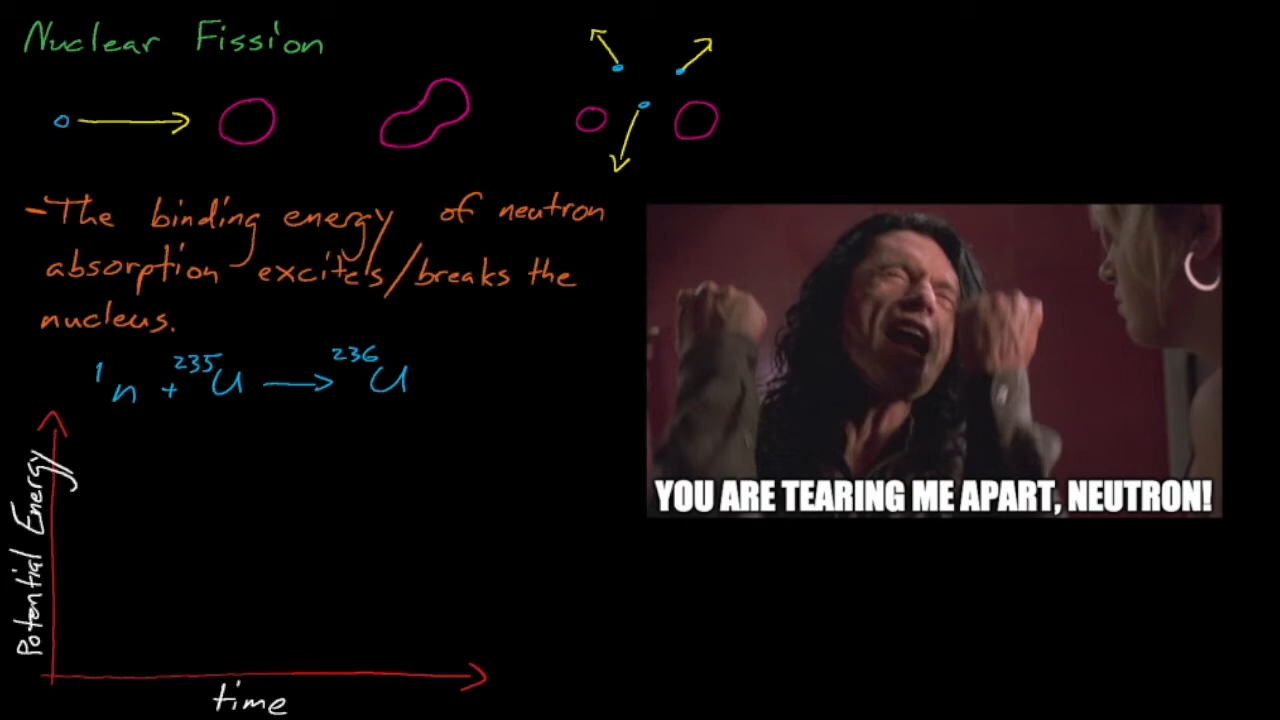 Nuclear Fission
-The binding energy of neutron
absorption excites/breaks the
nucleus.
¹n + ²³⁵U → ²³⁶U
Potential Energy
time
YOU ARE TEARING ME APART, NEUTRON!